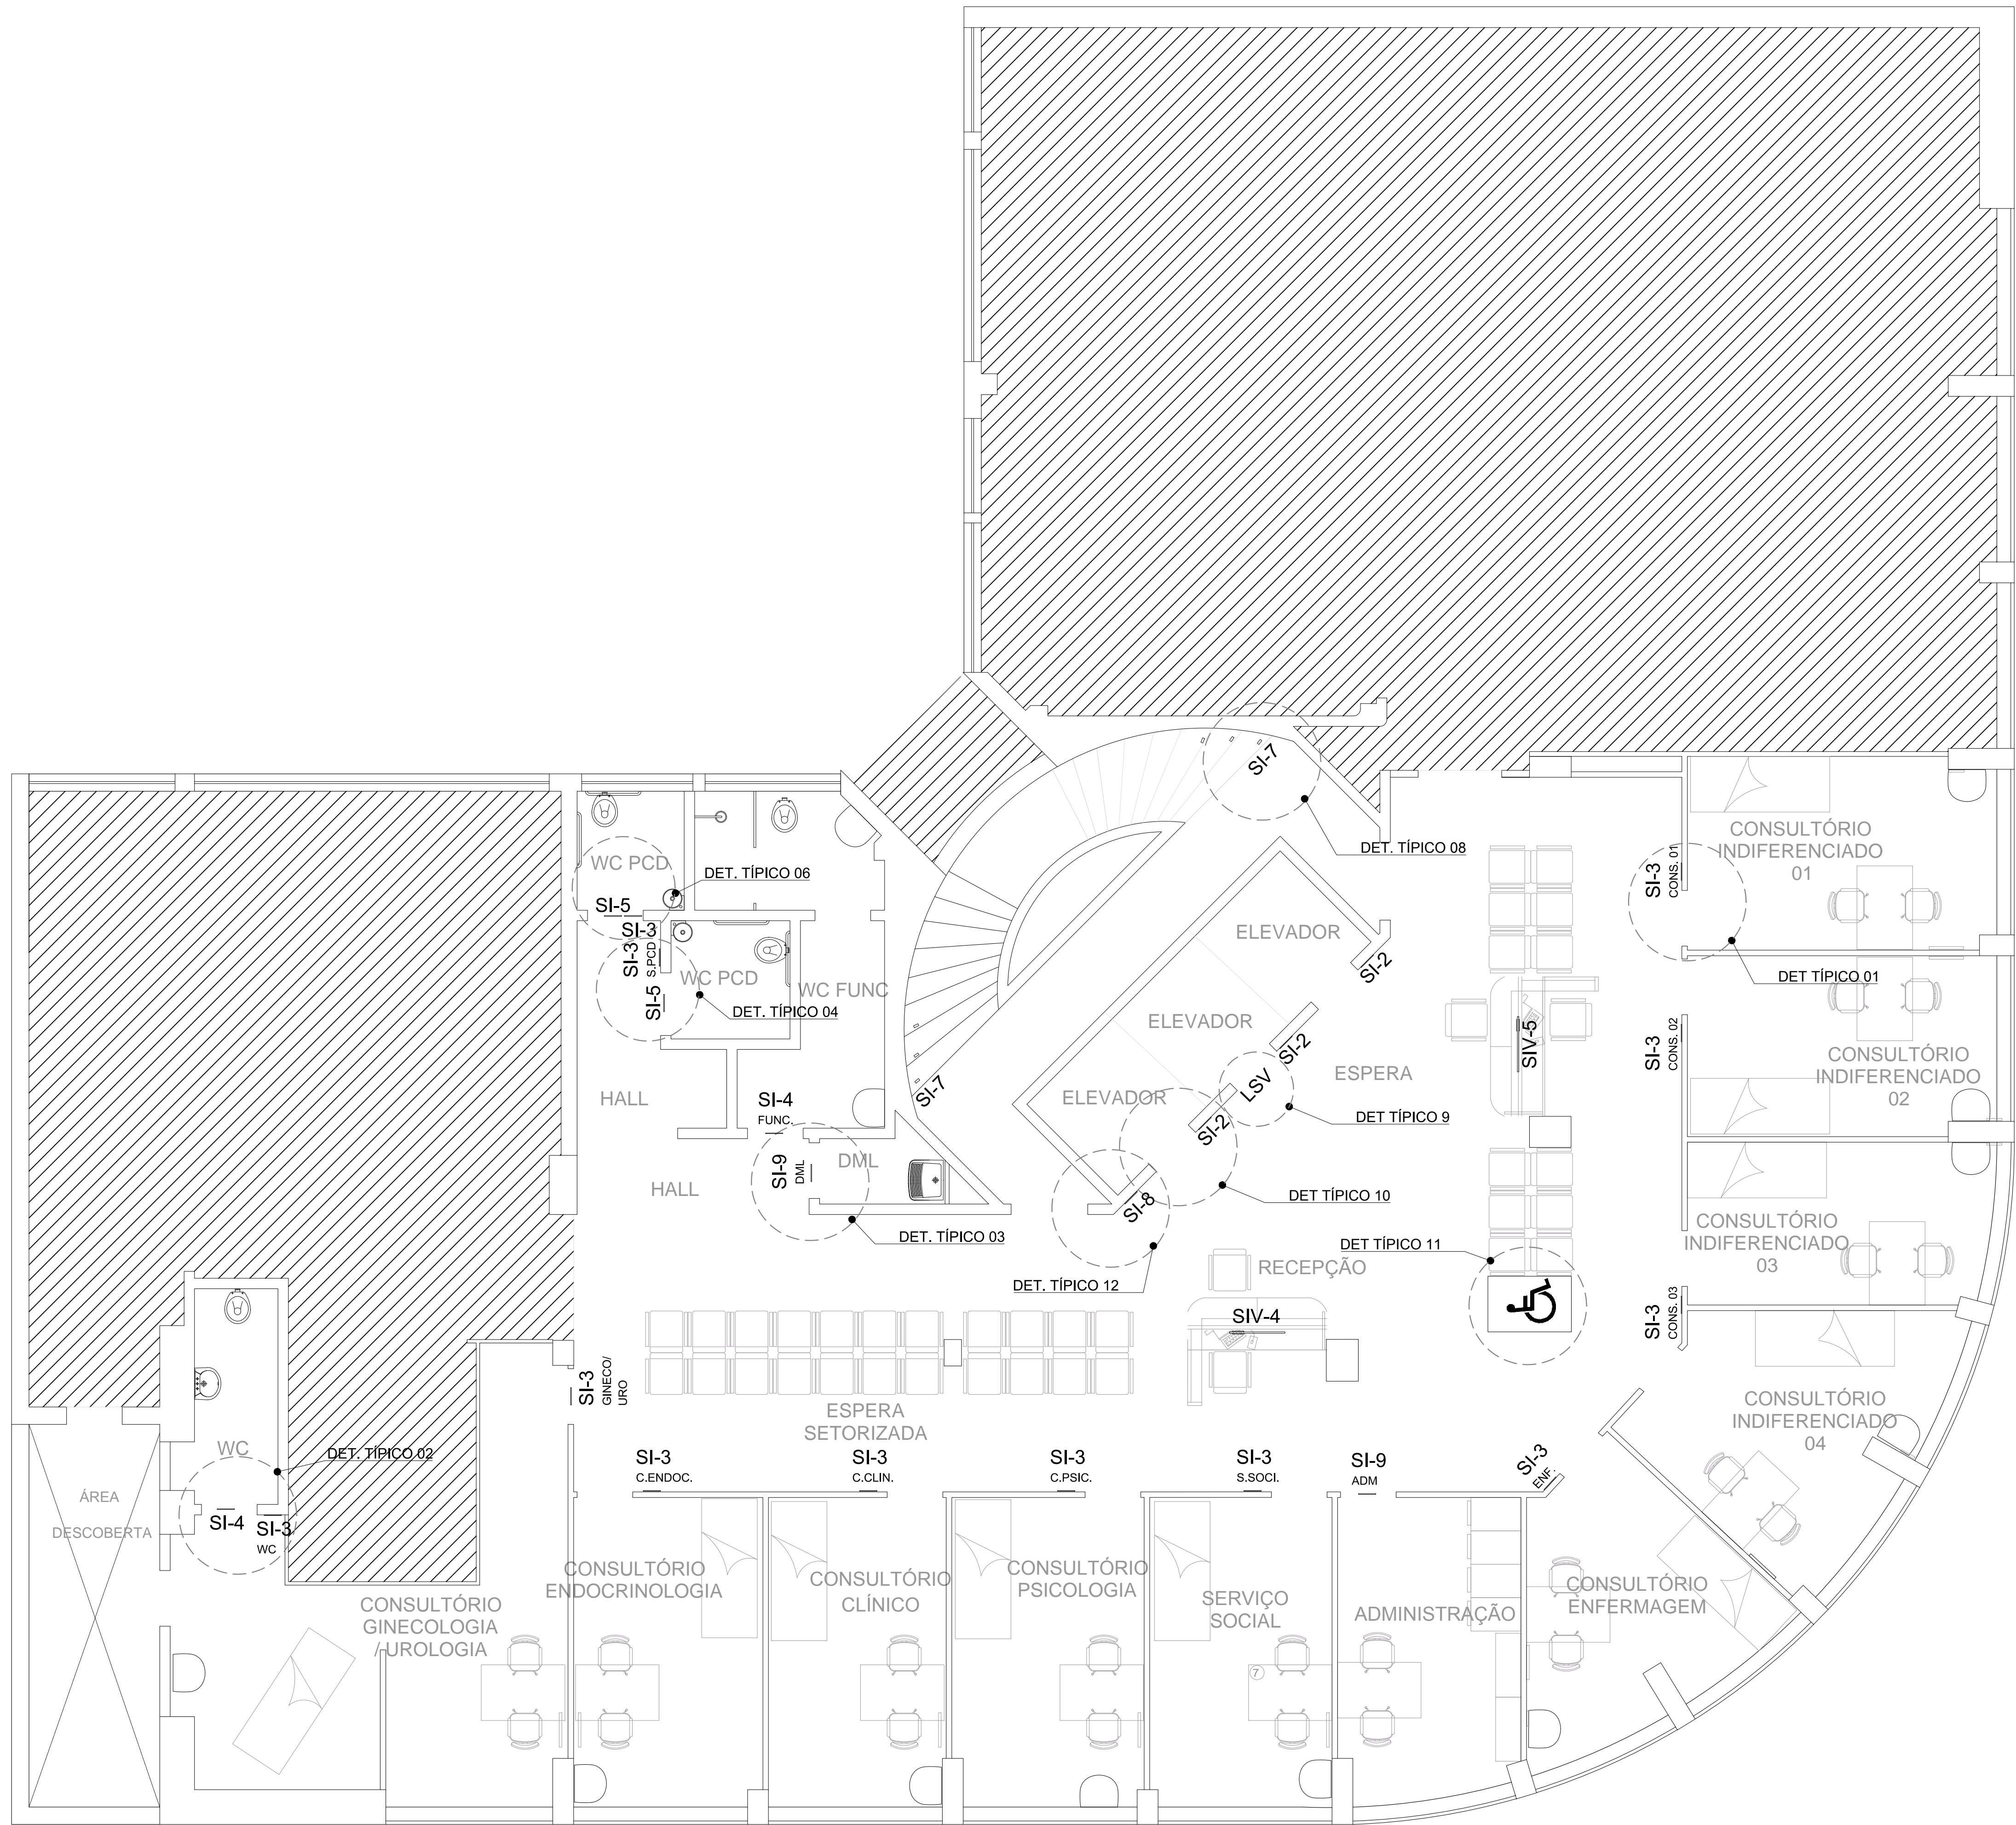 SI-7
DET. TÍPICO 08
CONSULTÓRIO
INDIFERENCIADO
01
SI-3
CONS. 01
WC PCD
DET. TÍPICO 06
SI-5
SI-3
SI-3
S.PCD
WC PCD
SI-5
DET. TÍPICO 04
WC FUNC
ELEVADOR
SI-2
DET TÍPICO 01
ELEVADOR
SI-2
ESPERA
SIV-5
SI-3
CONS. 02
CONSULTÓRIO
INDIFERENCIADO
02
HALL
SI-4
FUNC.
SI-7
ELEVADOR
LSV
SI-2
DET TÍPICO 9
SI-9
DML
DML
HALL
DET. TÍPICO 03
SI-8
DET TÍPICO 10
DET TÍPICO 11
CONSULTÓRIO
INDIFERENCIADO
03
RECEPÇÃO
DET. TÍPICO 12
SIV-4
SI-3
CONS. 03
SI-3
GINECO/
URO
ESPERA
SETORIZADA
CONSULTÓRIO
INDIFERENCIADO
04
WC
DET. TÍPICO 02
SI-3
C.ENDOC.
SI-3
C.CLIN.
SI-3
C.PSIC.
SI-3
S.SOCI.
SI-9
ADM
SI-3
ENF.
ÁREA
DESCOBERTA
SI-4
SI-3
WC
CONSULTÓRIO
GINECOLOGIA
/ UROLOGIA
CONSULTÓRIO
ENDOCRINOLOGIA
CONSULTÓRIO
CLÍNICO
CONSULTÓRIO
PSICOLOGIA
SERVIÇO
SOCIAL
ADMINISTRAÇÃO
CONSULTÓRIO
ENFERMAGEM
7